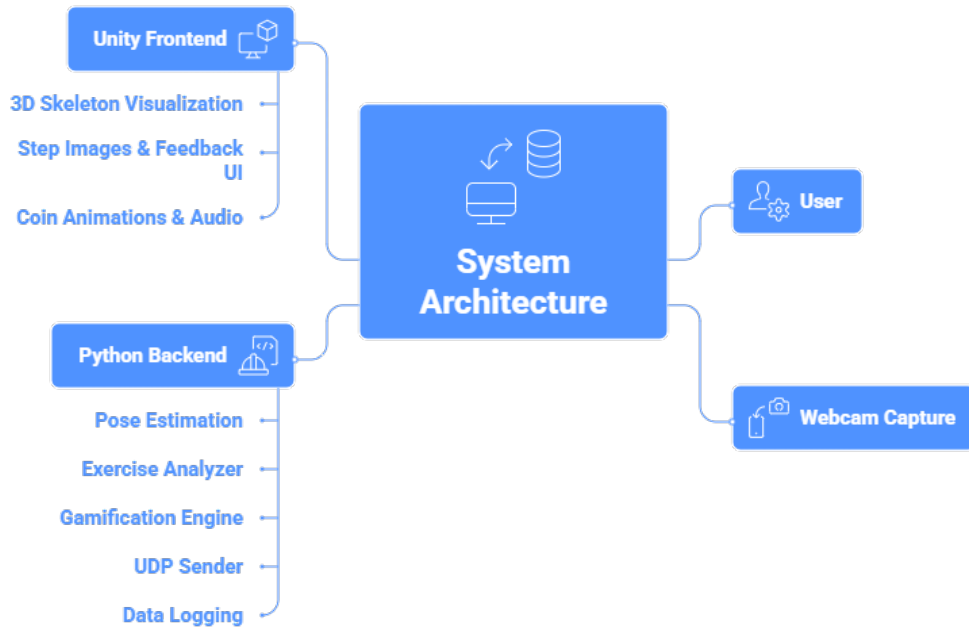 Unity Frontend
3D Skeleton Visualization
Step Images & Feedback
UI
Coin Animations & Audio
Python Backend
Pose Estimation
Exercise Analyzer
Gamification Engine
UDP Sender
Data Logging
System
Architecture
User
Webcam Capture